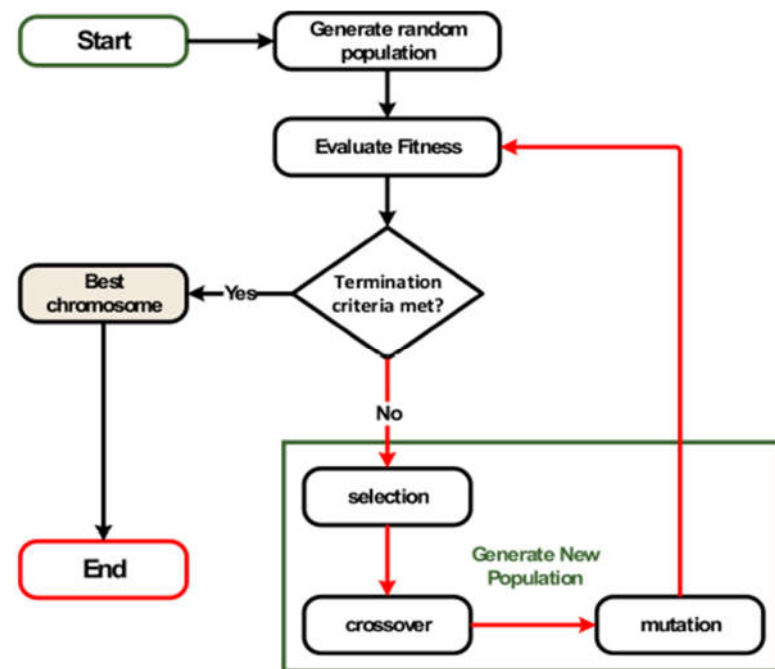 Start
Generate random
population
Evaluate Fitness
Termination
criteria met?
Yes
Best
chromosome
No
selection
Generate New
Population
End
crossover
mutation